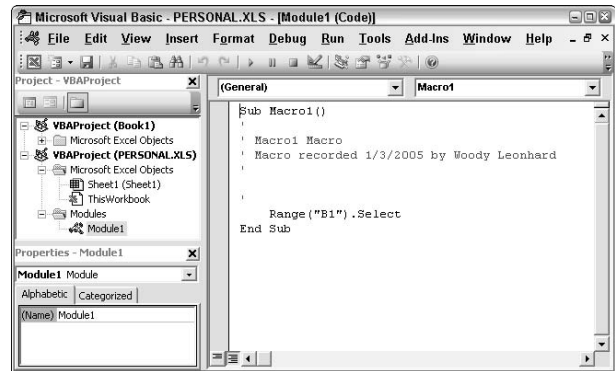 Microsoft Visual Basic - PERSONAL.XLS - [Module1 (Code)]
File Edit View Insert Format Debug Run Tools Add-Ins Window Help
Project - VBAProject
VBAProject (Book1)
Microsoft Excel Objects
VBAProject (PERSONAL.XLS)
Microsoft Excel Objects
Sheet1 (Sheet1)
ThisWorkbook
Modules
Module1
Properties - Module1
Module1 Module
Alphabetic Categorized
(Name) Module1
(General) Macro1
Sub Macro1()
'
' Macro1 Macro
' Macro recorded 1/3/2005 by Woody Leonhard
'
'
Range("B1").Select
End Sub